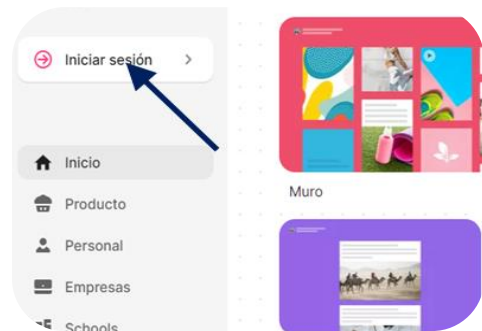 Iniciar sesión
Inicio
Producto
Personal
Empresas
Schools
Muro